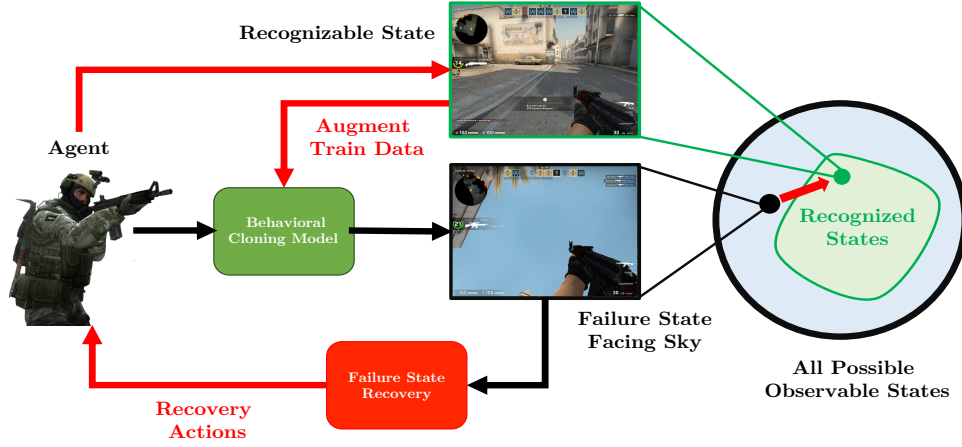 Recognizable State
Augment
Train Data
Agent
Behavioral
Cloning Model
Recognized
States
Failure State
Facing Sky
All Possible
Observable States
Failure State
Recovery
Recovery
Actions